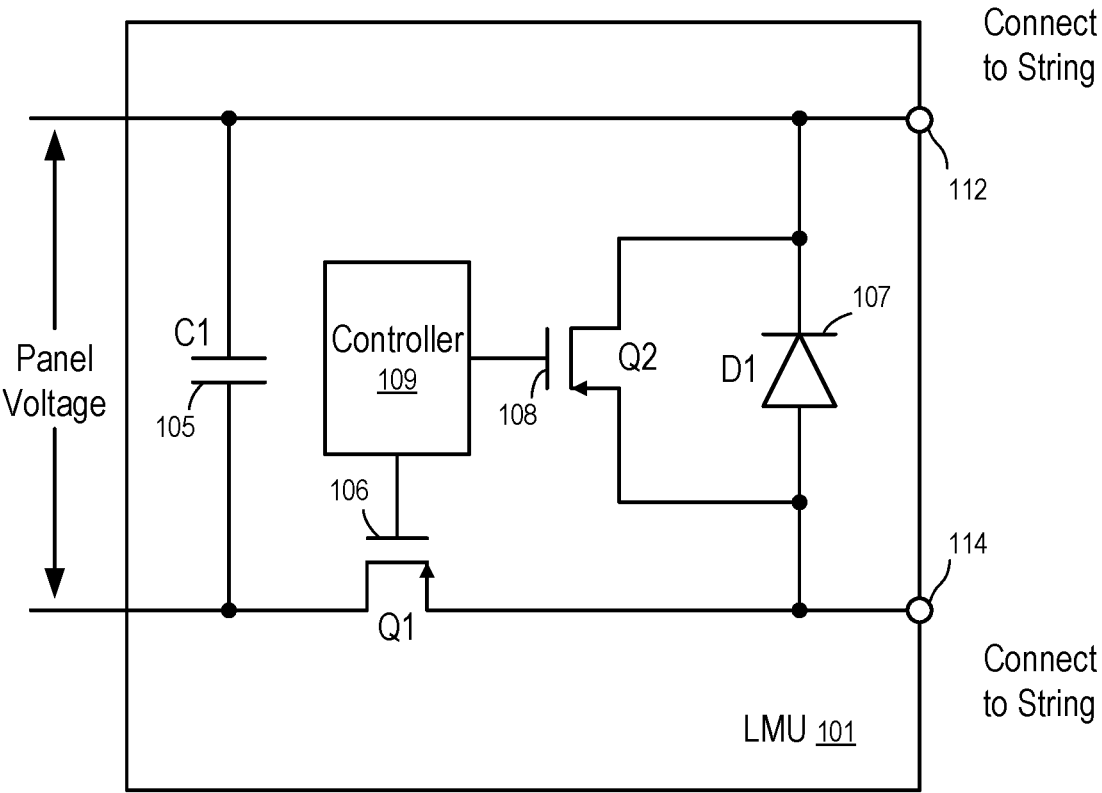 Connect
to String
112
107
Controller
109
C1
Q2
D1
Panel
Voltage
105
108
106
114
Q1
Connect
to String
LMU 101